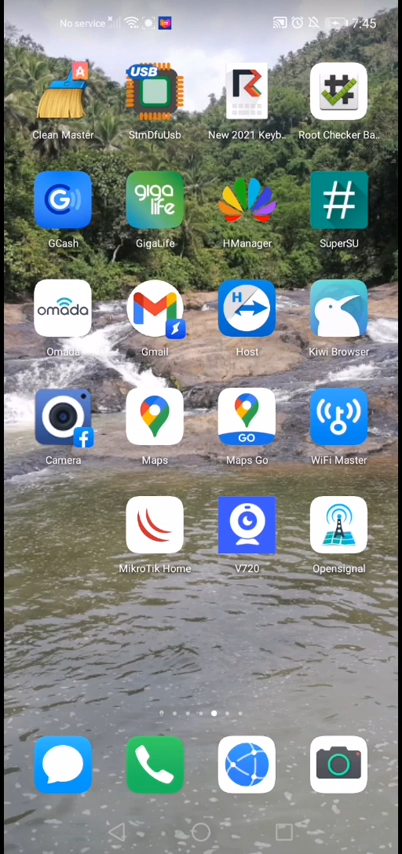 No service
7:45
A
USB
Clean Master
StmDfuUsb
New 2021 Keyb..
Root Checker Ba..
giga
life
GCash
GigaLife
HManager
SuperSU
omada
H
Omada
Gmail
Host
Kiwi Browser
GO
Camera
Maps
Maps Go
WiFi Master
MikroTik Home
V720
Opensignal